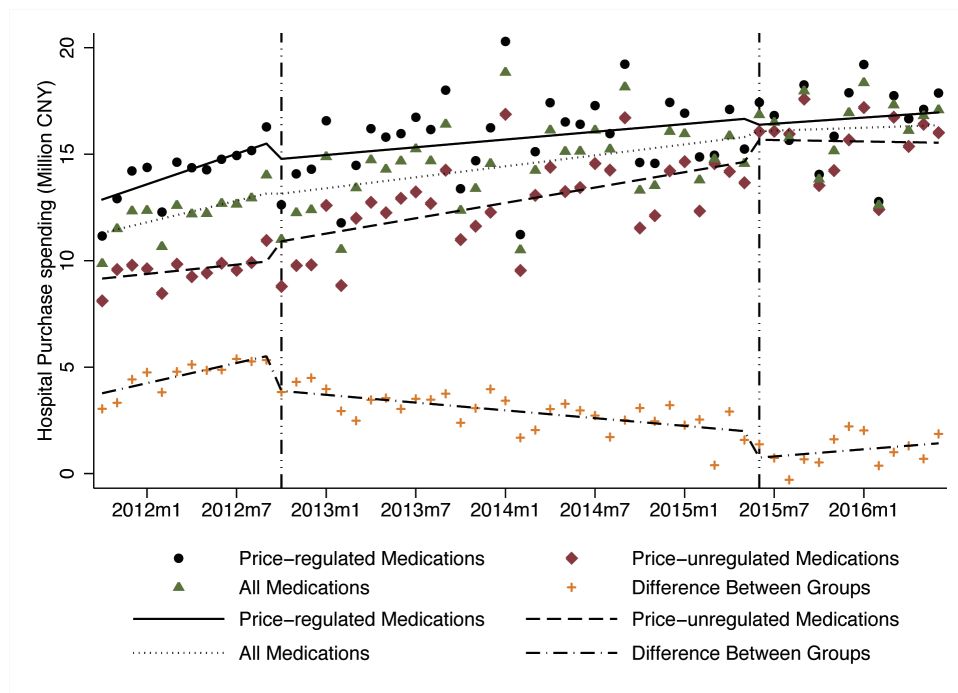 Hospital Purchase spending (Million CNY)
20
15
10
5
0
2012m1 2012m7 2013m1 2013m7 2014m1 2014m7 2015m1 2015m7 2016m1
Price-regulated Medications Price-unregulated Medications
All Medications Difference Between Groups
Price-regulated Medications Price-unregulated Medications
All Medications Difference Between Groups